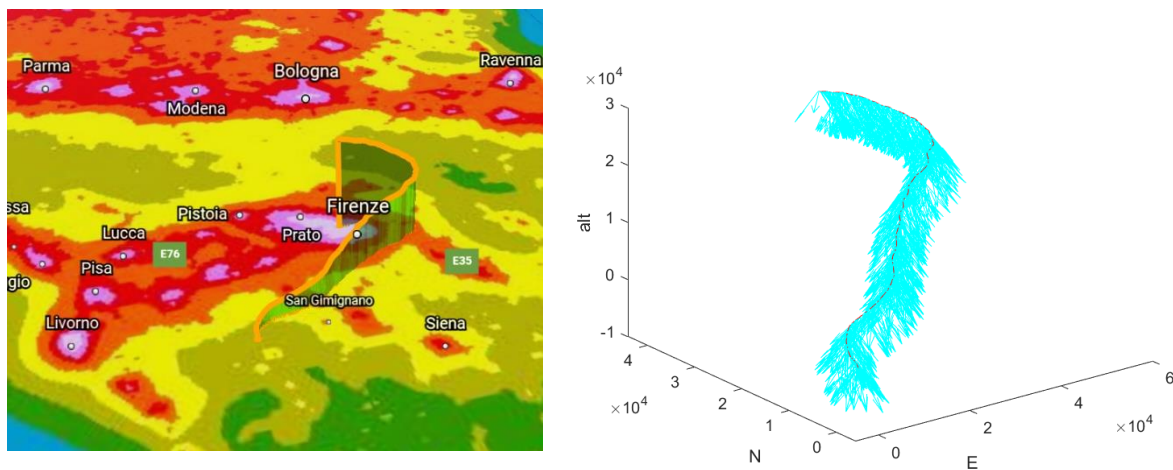 Parma
Bologna
Ravenna
Modena
Firenze
Pistoia
Prato
ssa
Lucca
E76
E35
Pisa
gio
San Gimignano
Livorno
Siena
×10⁴
3
2
1
0
-1
alt
4
3
2
1
0
×10⁴
N
0
2
4
6
×10⁴
E